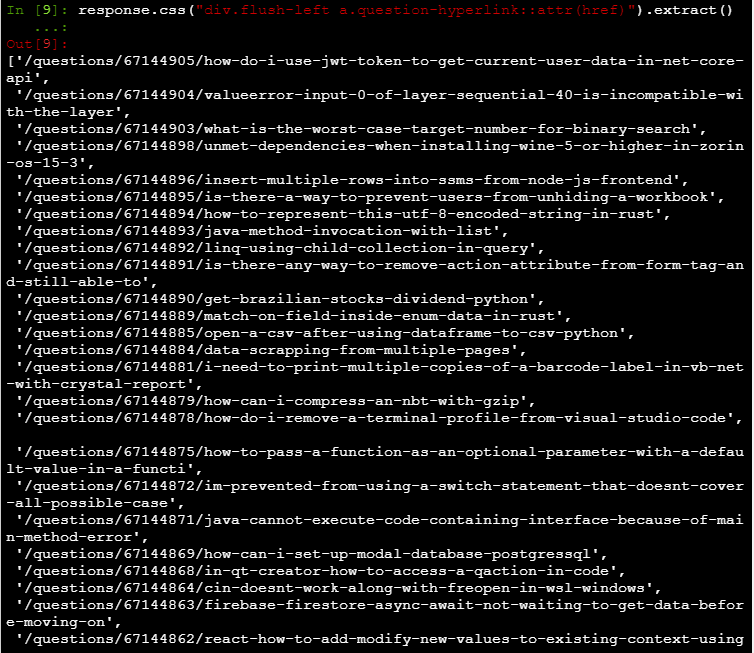 In [9]: response.css("div.flush-left a.question-hyperlink::attr(href)").extract()
...:
Out[9]:
['/questions/67144905/how-do-i-use-jwt-token-to-get-current-user-data-in-net-core-
api',
'/questions/67144904/valueerror-input-0-of-layer-sequential-40-is-incompatible-wi
th-the-layer',
'/questions/67144903/what-is-the-worst-case-target-number-for-binary-search',
'/questions/67144898/unmet-dependencies-when-installing-wine-5-or-higher-in-zorin
-os-15-3',
'/questions/67144896/insert-multiple-rows-into-ssms-from-node-js-frontend',
'/questions/67144895/is-there-a-way-to-prevent-users-from-unhiding-a-workbook',
'/questions/67144894/how-to-represent-this-utf-8-encoded-string-in-rust',
'/questions/67144893/java-method-invocation-with-list',
'/questions/67144892/linq-using-child-collection-in-query',
'/questions/67144891/is-there-any-way-to-remove-action-attribute-from-form-tag-an
d-still-able-to',
'/questions/67144890/get-brazilian-stocks-dividend-python',
'/questions/67144889/match-on-field-inside-enum-data-in-rust',
'/questions/67144885/open-a-csv-after-using-dataframe-to-csv-python',
'/questions/67144884/data-scrapping-from-multiple-pages',
'/questions/67144881/i-need-to-print-multiple-copies-of-a-barcode-label-in-vb-net
-with-crystal-report',
'/questions/67144879/how-can-i-compress-an-nbt-with-gzip',
'/questions/67144878/how-do-i-remove-a-terminal-profile-from-visual-studio-code',
'/questions/67144875/how-to-pass-a-function-as-an-optional-parameter-with-a-defau
lt-value-in-a-functi',
'/questions/67144872/im-prevented-from-using-a-switch-statement-that-doesnt-cover
-all-possible-case',
'/questions/67144871/java-cannot-execute-code-containing-interface-because-of-mai
n-method-error',
'/questions/67144869/how-can-i-set-up-modal-database-postgressql',
'/questions/67144868/in-qt-creator-how-to-access-a-qaction-in-code',
'/questions/67144864/cin-doesnt-work-along-with-freopen-in-wsl-windows',
'/questions/67144863/firebase-firestore-async-await-not-waiting-to-get-data-befor
e-moving-on',
'/questions/67144862/react-how-to-add-modify-new-values-to-existing-context-using